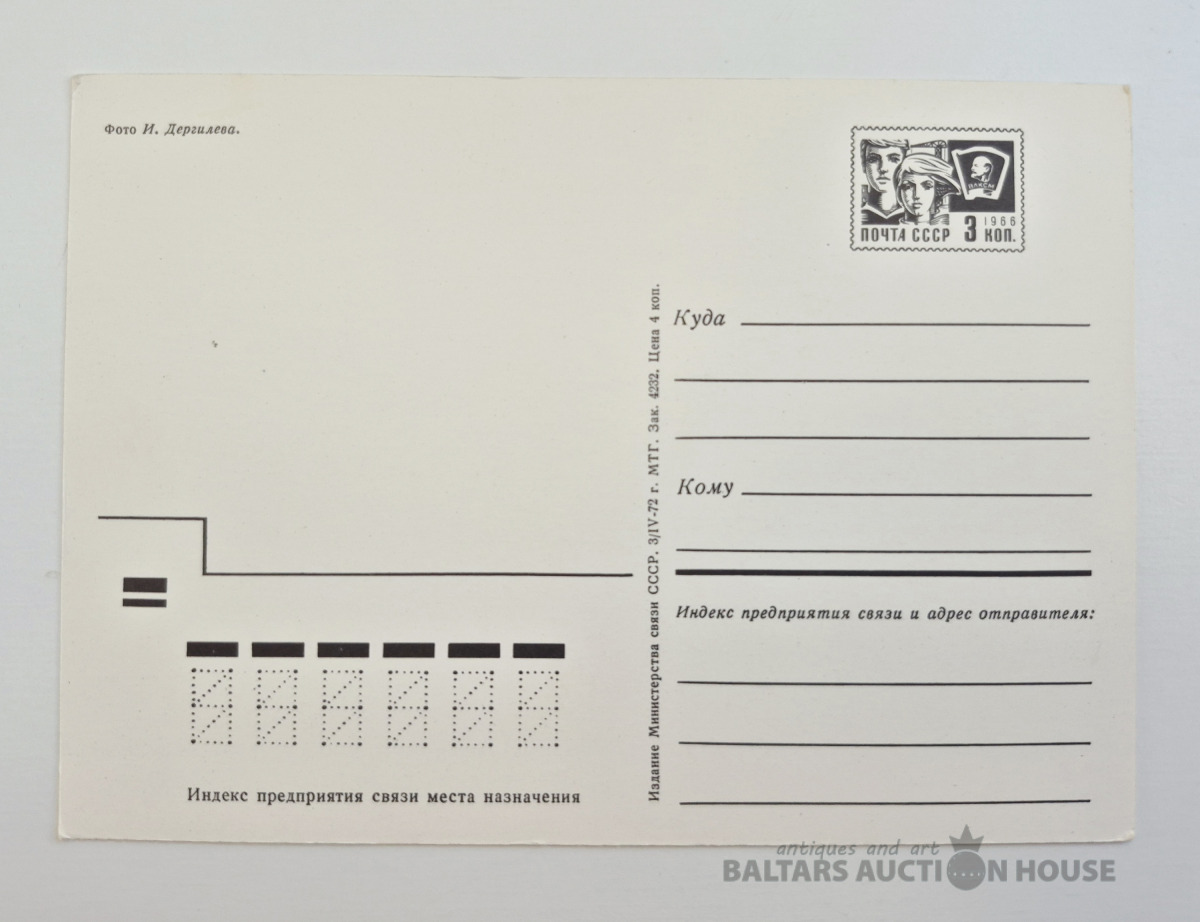 Фото И. Дергилева.
ВЛКСМ
1966
ПОЧТА СССР 3 КОП.
Куда
Кому
Индекс предприятия связи и адрес отправителя:
Издание Министерства связи СССР. 3/IV-72 г. МТГ. Зак. 4232. Цена 4 коп.
Индекс предприятия связи места назначения
antiques and art
BALTARS AUCTION HOUSE